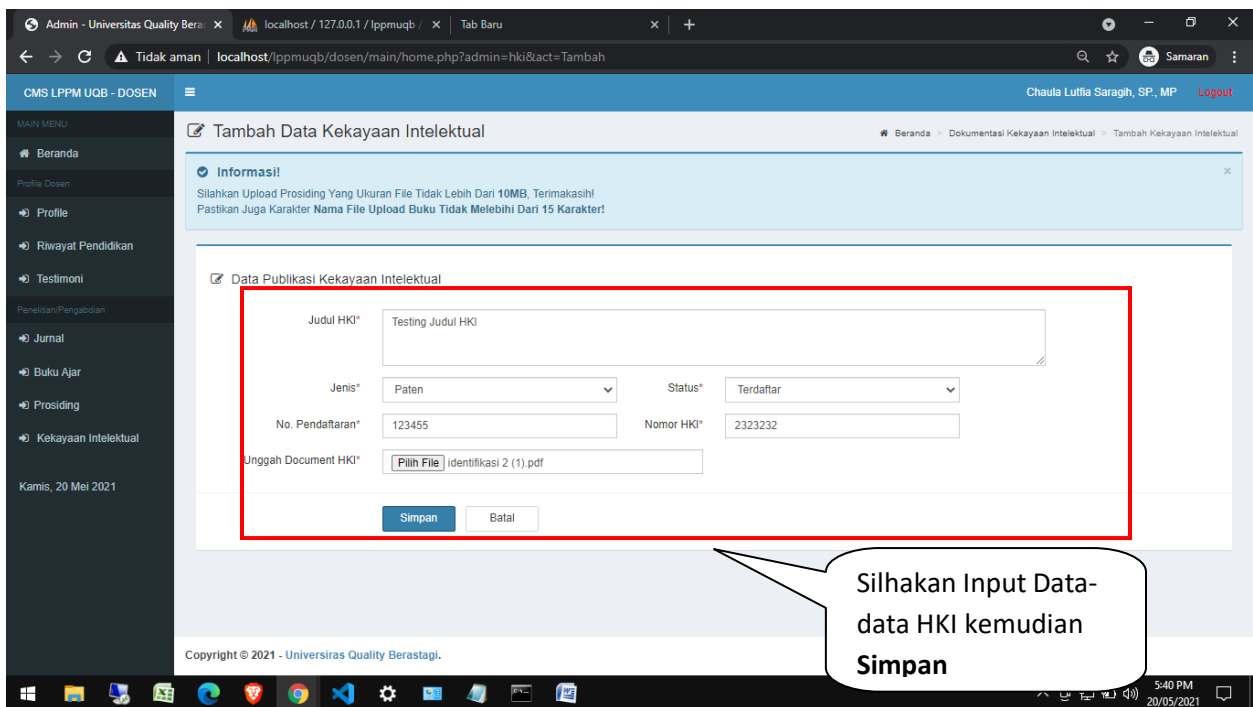 Admin - Universitas Quality Beras
localhost / 127.0.0.1 / lppmuqb /
Tab Baru
Tidak aman | localhost/lppmuqb/dosen/main/home.php?admin=hki&act=Tambah
Samaran
CMS LPPM UQB - DOSEN
Chaula Lutfia Saragih, SP., MP
Logout
MAIN MENU
Beranda
Profile Dosen
Profile
Riwayat Pendidikan
Testimoni
Penelitian/Pengabdian
Jurnal
Buku Ajar
Prosiding
Kekayaan Intelektual
Kamis, 20 Mei 2021
Tambah Data Kekayaan Intelektual
Beranda > Dokumentasi Kekayaan Intelektual > Tambah Kekayaan Intelektual
Informasi!
Silahkan Upload Prosiding Yang Ukuran File Tidak Lebih Dari 10MB, Terimakasih!
Pastikan Juga Karakter Nama File Upload Buku Tidak Melebihi Dari 15 Karakter!
Data Publikasi Kekayaan Intelektual
Judul HKI*
Testing Judul HKI
Jenis*
Paten
Status*
Terdaftar
No. Pendaftaran*
123455
Nomor HKI*
2323232
Unggah Document HKI*
Pilih File identifikasi 2 (1).pdf
Simpan
Batal
Silhakan Input Data-
data HKI kemudian
Simpan
Copyright © 2021 - Universiras Quality Berastagi.
5:40 PM
20/05/2021